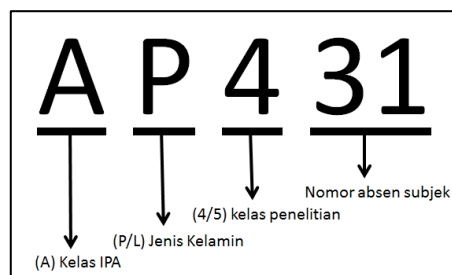 A P 4 31
Nomor absen subjek
(4/5) kelas penelitian
(P/L) Jenis Kelamin
(A) Kelas IPA